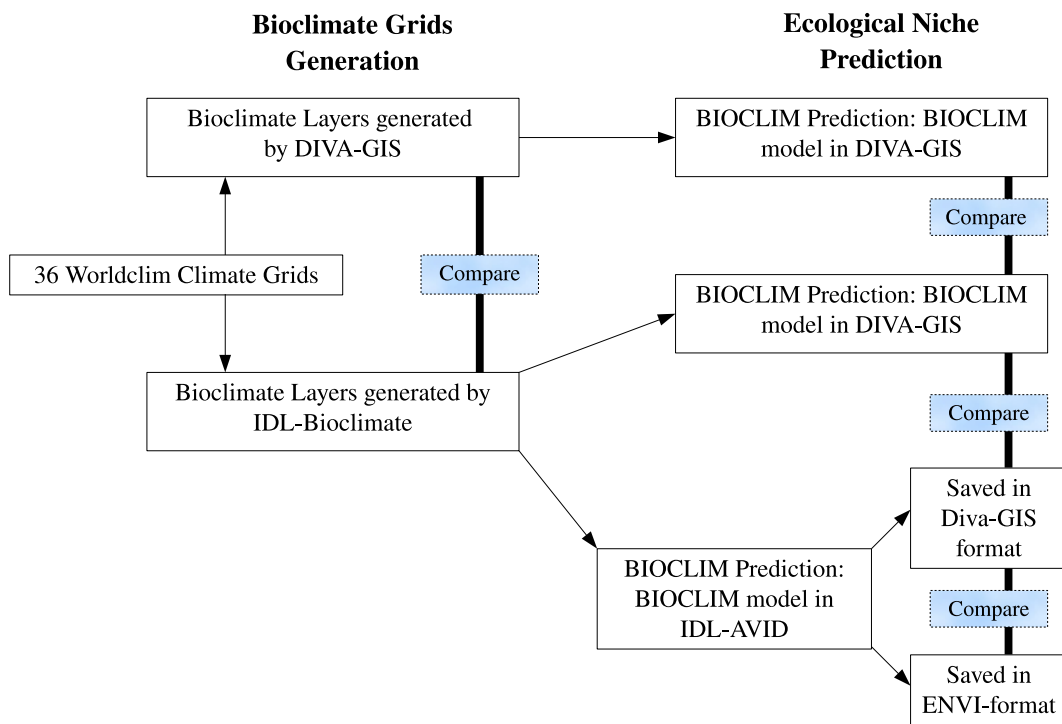 Bioclimate Grids
Generation
Ecological Niche
Prediction
Bioclimate Layers generated
by DIVA-GIS
BIOCLIM Prediction: BIOCLIM
model in DIVA-GIS
Compare
36 Worldclim Climate Grids
Compare
BIOCLIM Prediction: BIOCLIM
model in DIVA-GIS
Bioclimate Layers generated by
IDL-Bioclimate
Compare
Saved in
Diva-GIS
format
BIOCLIM Prediction:
BIOCLIM model in
IDL-AVID
Compare
Saved in
ENVI-format